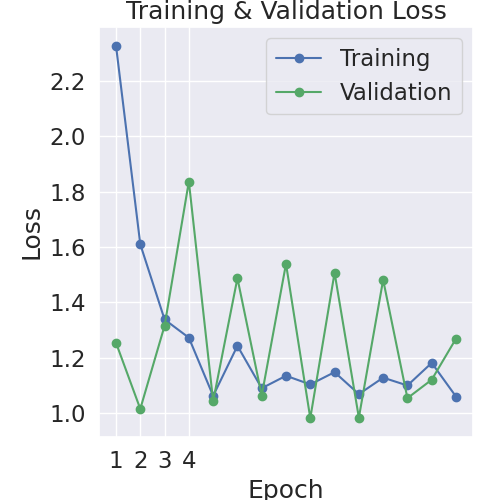 Training & Validation Loss
Training
Validation
Loss
2.2
2.0
1.8
1.6
1.4
1.2
1.0
1 2 3 4
Epoch